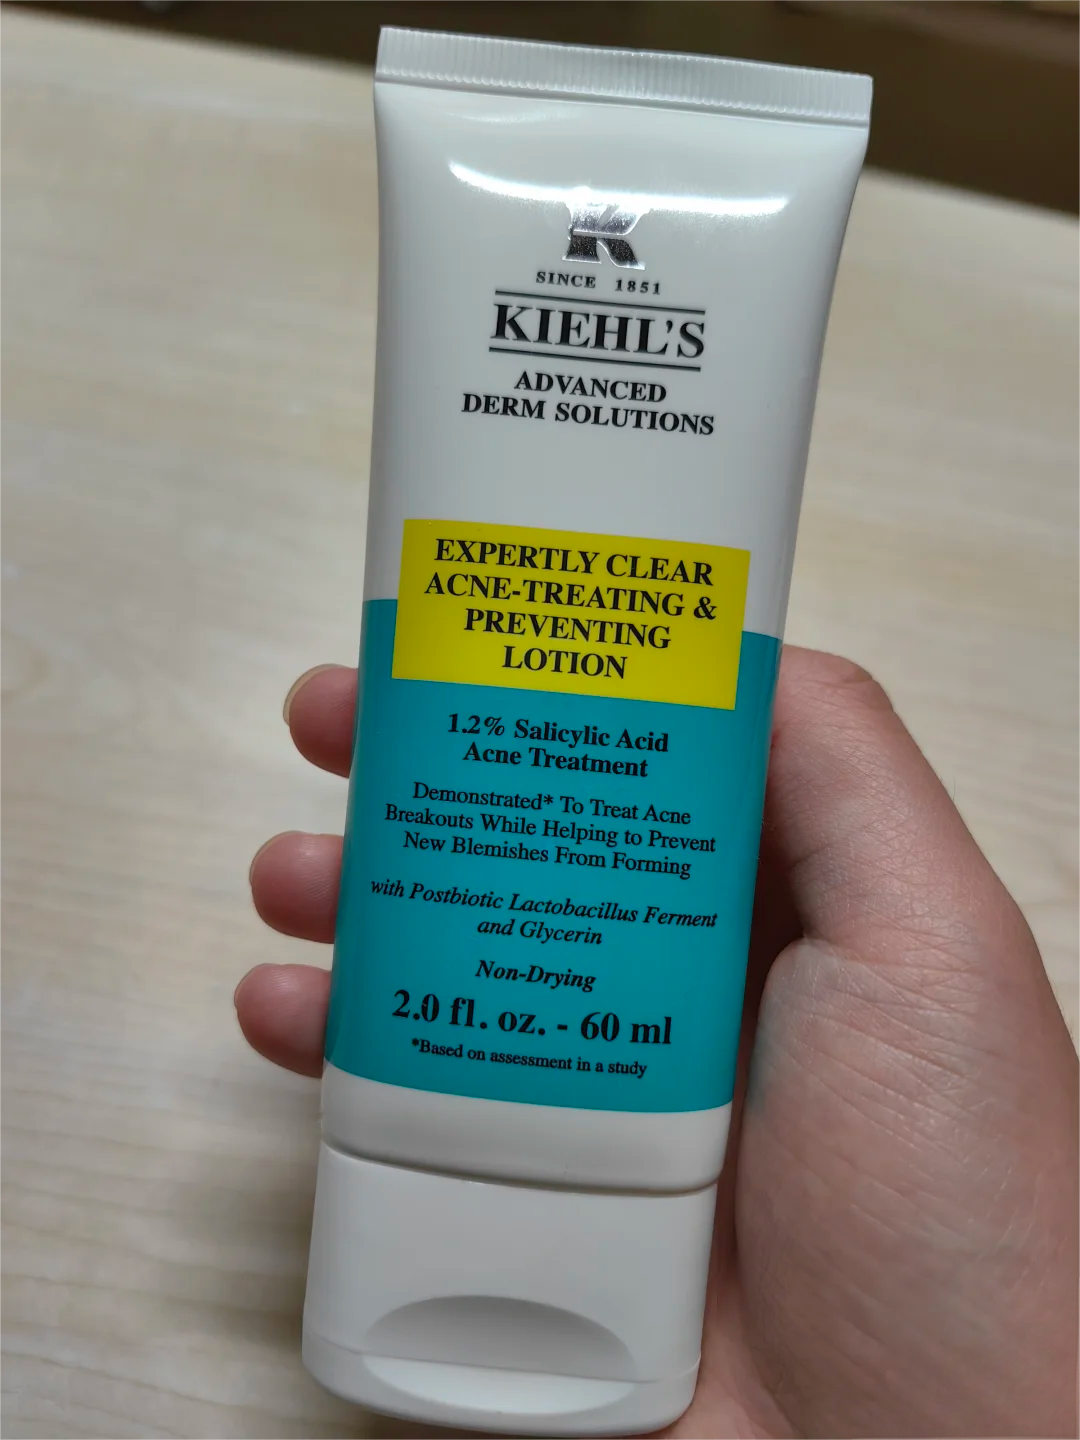 K
SINCE 1851
KIEHL'S
ADVANCED
DERM SOLUTIONS
EXPERTLY CLEAR
ACNE-TREATING &
PREVENTING
LOTION
1.2% Salicylic Acid
Acne Treatment
Demonstrated* To Treat Acne
Breakouts While Helping to Prevent
New Blemishes From Forming
with Postbiotic Lactobacillus Ferment
and Glycerin
Non-Drying
2.0 fl. oz. - 60 ml
*Based on assessment in a study